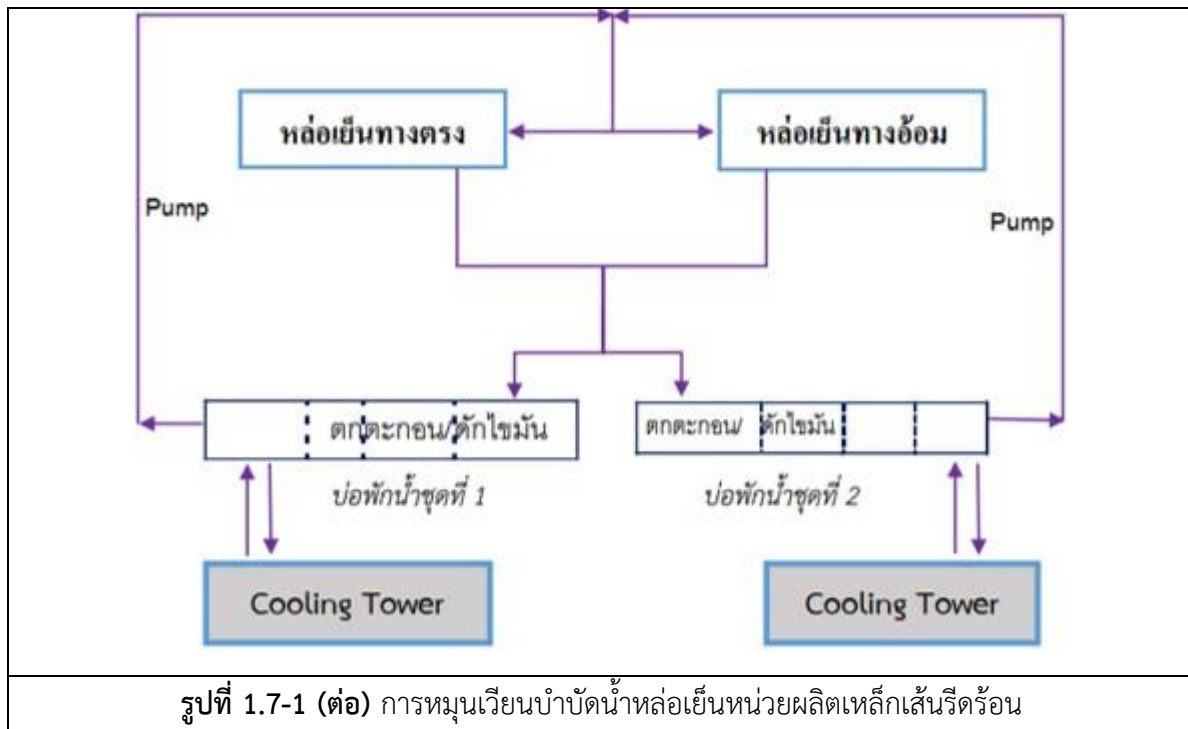 หล่อเย็นทางตรง
หล่อเย็นทางอ้อม
Pump
Pump
ตกตะกอน/ดักไขมัน
ตกตะกอน/ ดักไขมัน
บ่อพักน้ำชุดที่ 1
บ่อพักน้ำชุดที่ 2
Cooling Tower
Cooling Tower
รูปที่ 1.7-1 (ต่อ) การหมุนเวียนบำบัดน้ำหล่อเย็นหน่วยผลิตเหล็กเส้นรีดร้อน